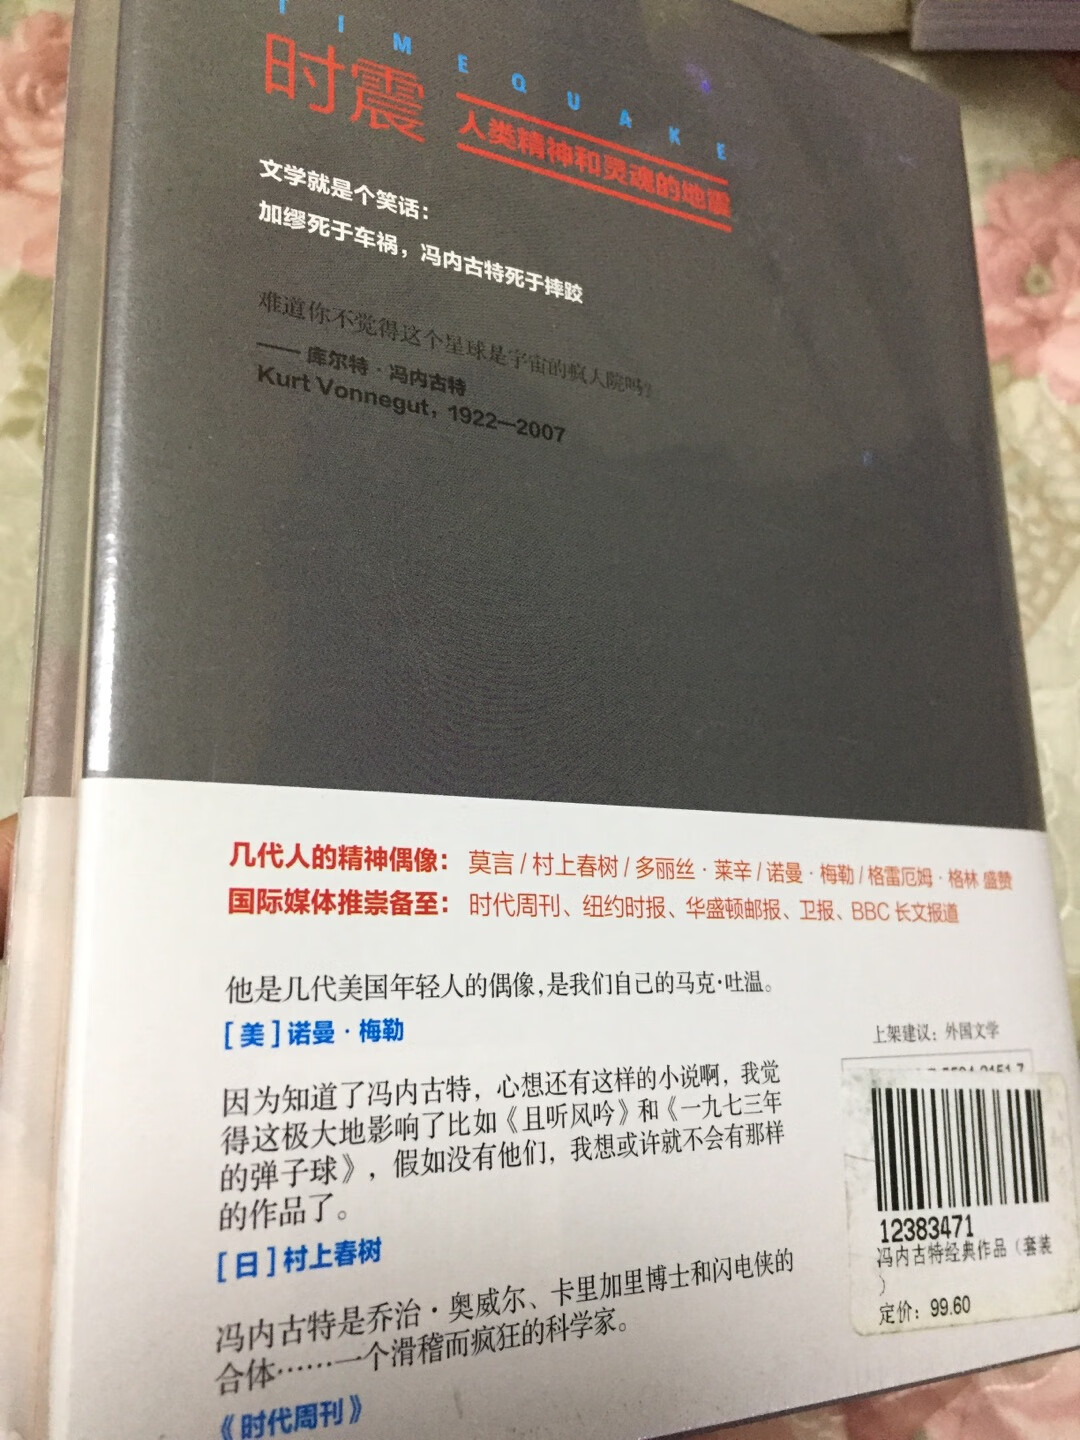 TIMEQUAKE
时震
人类精神和灵魂的地震
文学就是个笑话：
加缪死于车祸，冯内古特死于摔跤
难道你不觉得这个星球是宇宙的疯人院吗？
—— 库尔特·冯内古特
Kurt Vonnegut, 1922—2007
几代人的精神偶像： 莫言/村上春树/多丽丝·莱辛/诺曼·梅勒/格雷厄姆·格林 盛赞
国际媒体推崇备至： 时代周刊、纽约时报、华盛顿邮报、卫报、BBC 长文报道
他是几代美国年轻人的偶像，是我们自己的马克·吐温。
[美]诺曼·梅勒
因为知道了冯内古特，心想还有这样的小说啊，我觉
得这极大地影响了比如《且听风吟》和《一九七三年
的弹子球》，假如没有他们，我想或许就不会有那样
的作品了。
[日]村上春树
冯内古特是乔治·奥威尔、卡里加里博士和闪电侠的
合体……一个滑稽而疯狂的科学家。
《时代周刊》
上架建议：外国文学
12383471
冯内古特经典作品（套装
）
定价：99.60